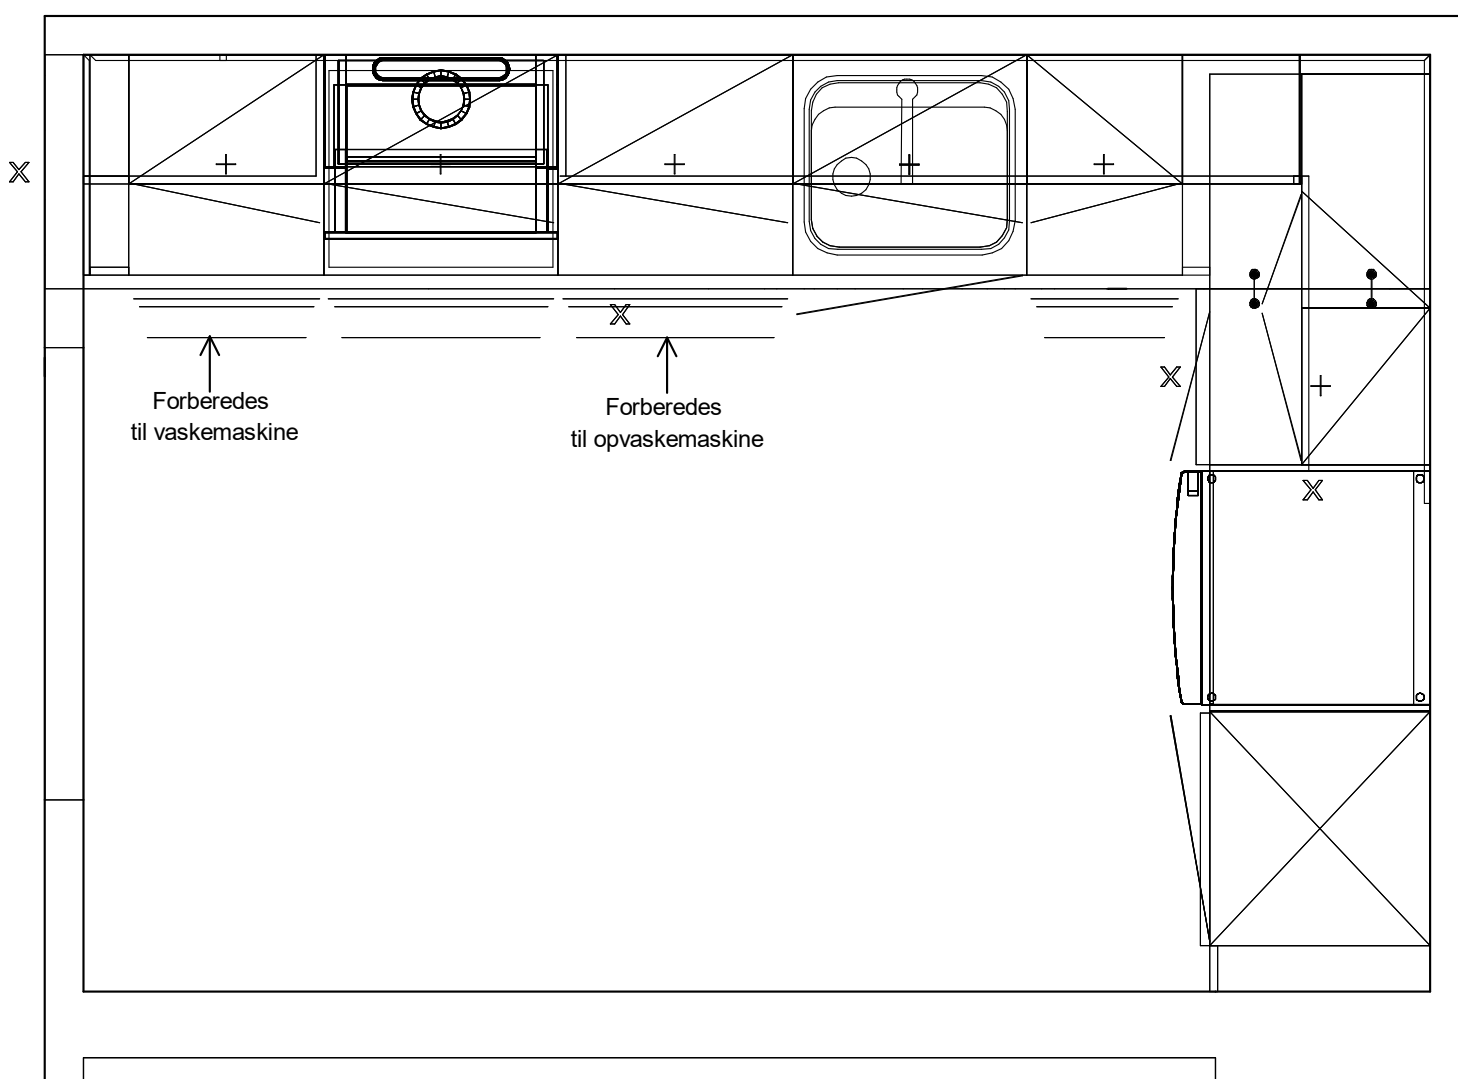 X
X
X
Forberedes
til vaskemaskine
Forberedes
til opvaskemaskine
X